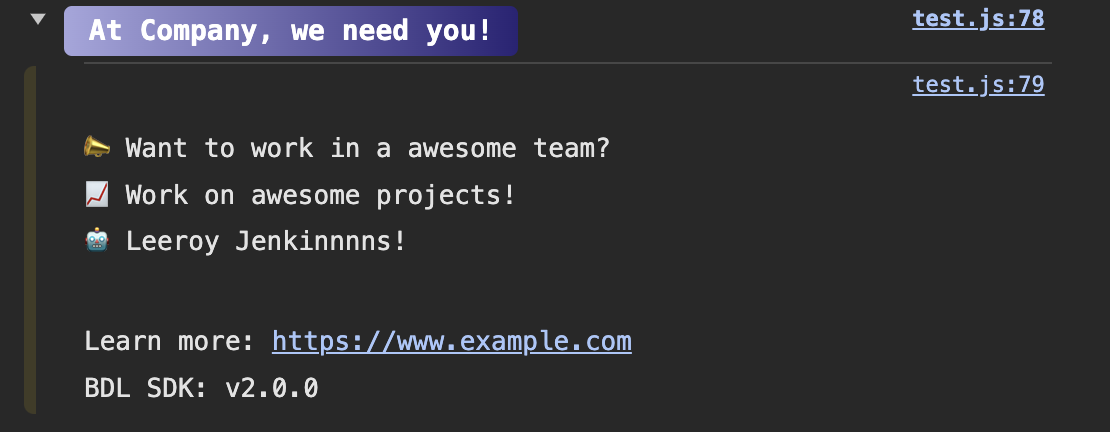 At Company, we need you!
test.js:78
test.js:79
📣 Want to work in a awesome team?
📈 Work on awesome projects!
🤖 Leeroy Jenkinnnns!
Learn more: https://www.example.com
BDL SDK: v2.0.0